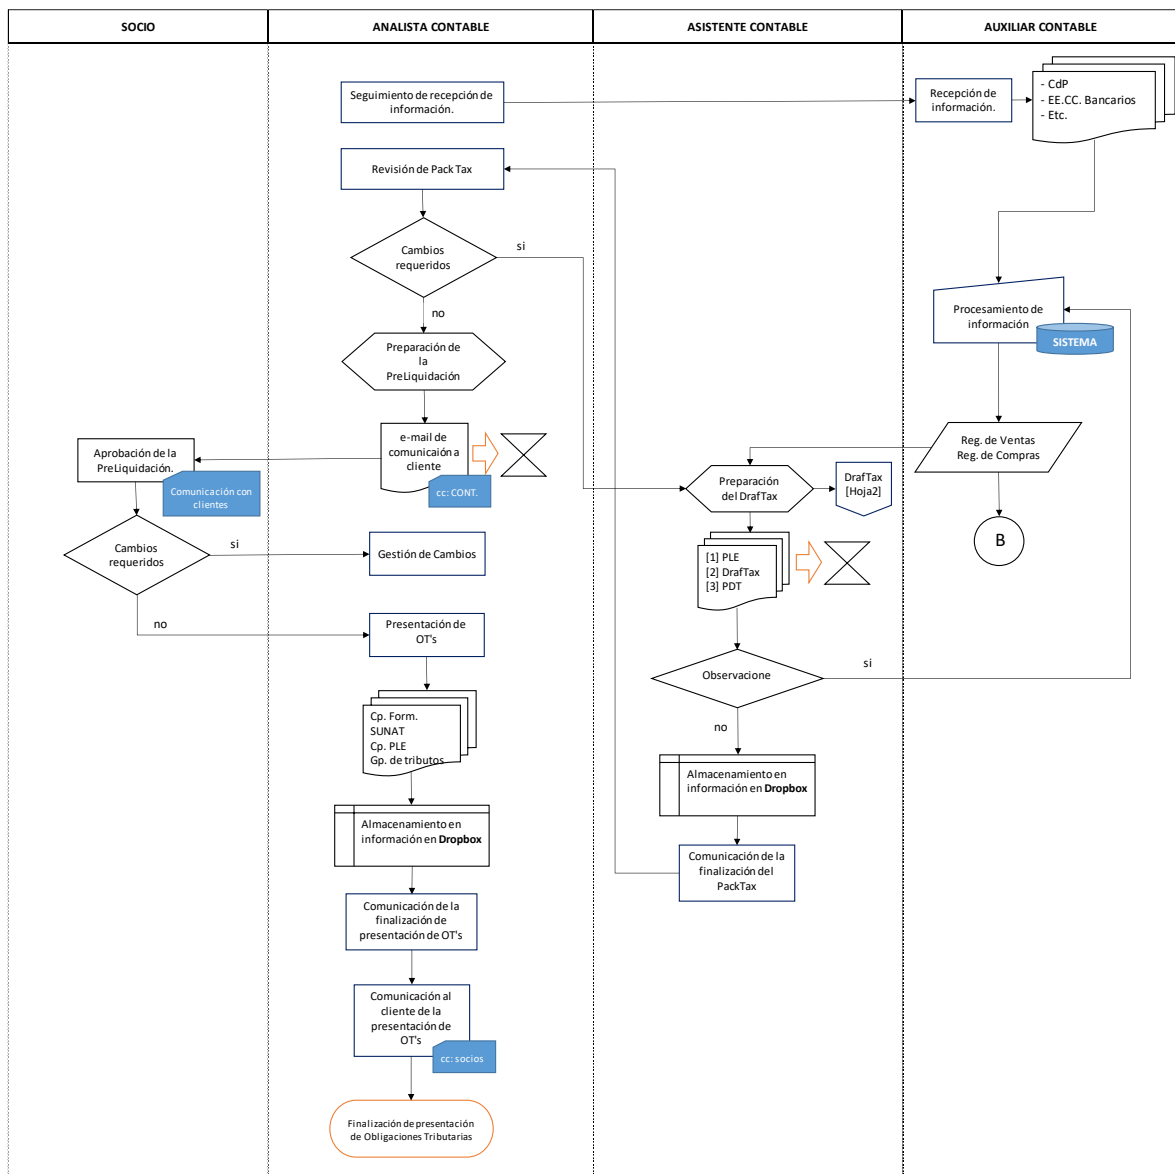 SOCIO
ANALISTA CONTABLE
ASISTENTE CONTABLE
AUXILIAR CONTABLE
Seguimiento de recepción de
información.
Recepción de
información.
- CdP
- EE.CC. Bancarios
- Etc.
Revisión de Pack Tax
Cambios
requeridos
si
no
Procesamiento de
información
SISTEMA
Preparación de
la
PreLiquidación
e-mail de
comunicación a
cliente
cc: CONT.
Aprobación de la
PreLiquidación.
Comunicación con
clientes
Reg. de Ventas
Reg. de Compras
Preparación
del DrafTax
DrafTax
[Hoja2]
B
Cambios
requeridos
si
no
Gestión de Cambios
[1] PLE
[2] DrafTax
[3] PDT
Presentación de
OT's
Observacione
si
no
Cp. Form.
SUNAT
Cp. PLE
Gp. de tributos
Almacenamiento en
información en Dropbox
Almacenamiento en
información en Dropbox
Comunicación de la
finalización del
PackTax
Comunicación de la
finalización de
presentación de OT's
Comunicación al
cliente de la
presentación de
OT's
cc: socios
Finalización de presentación
de Obligaciones Tributarias